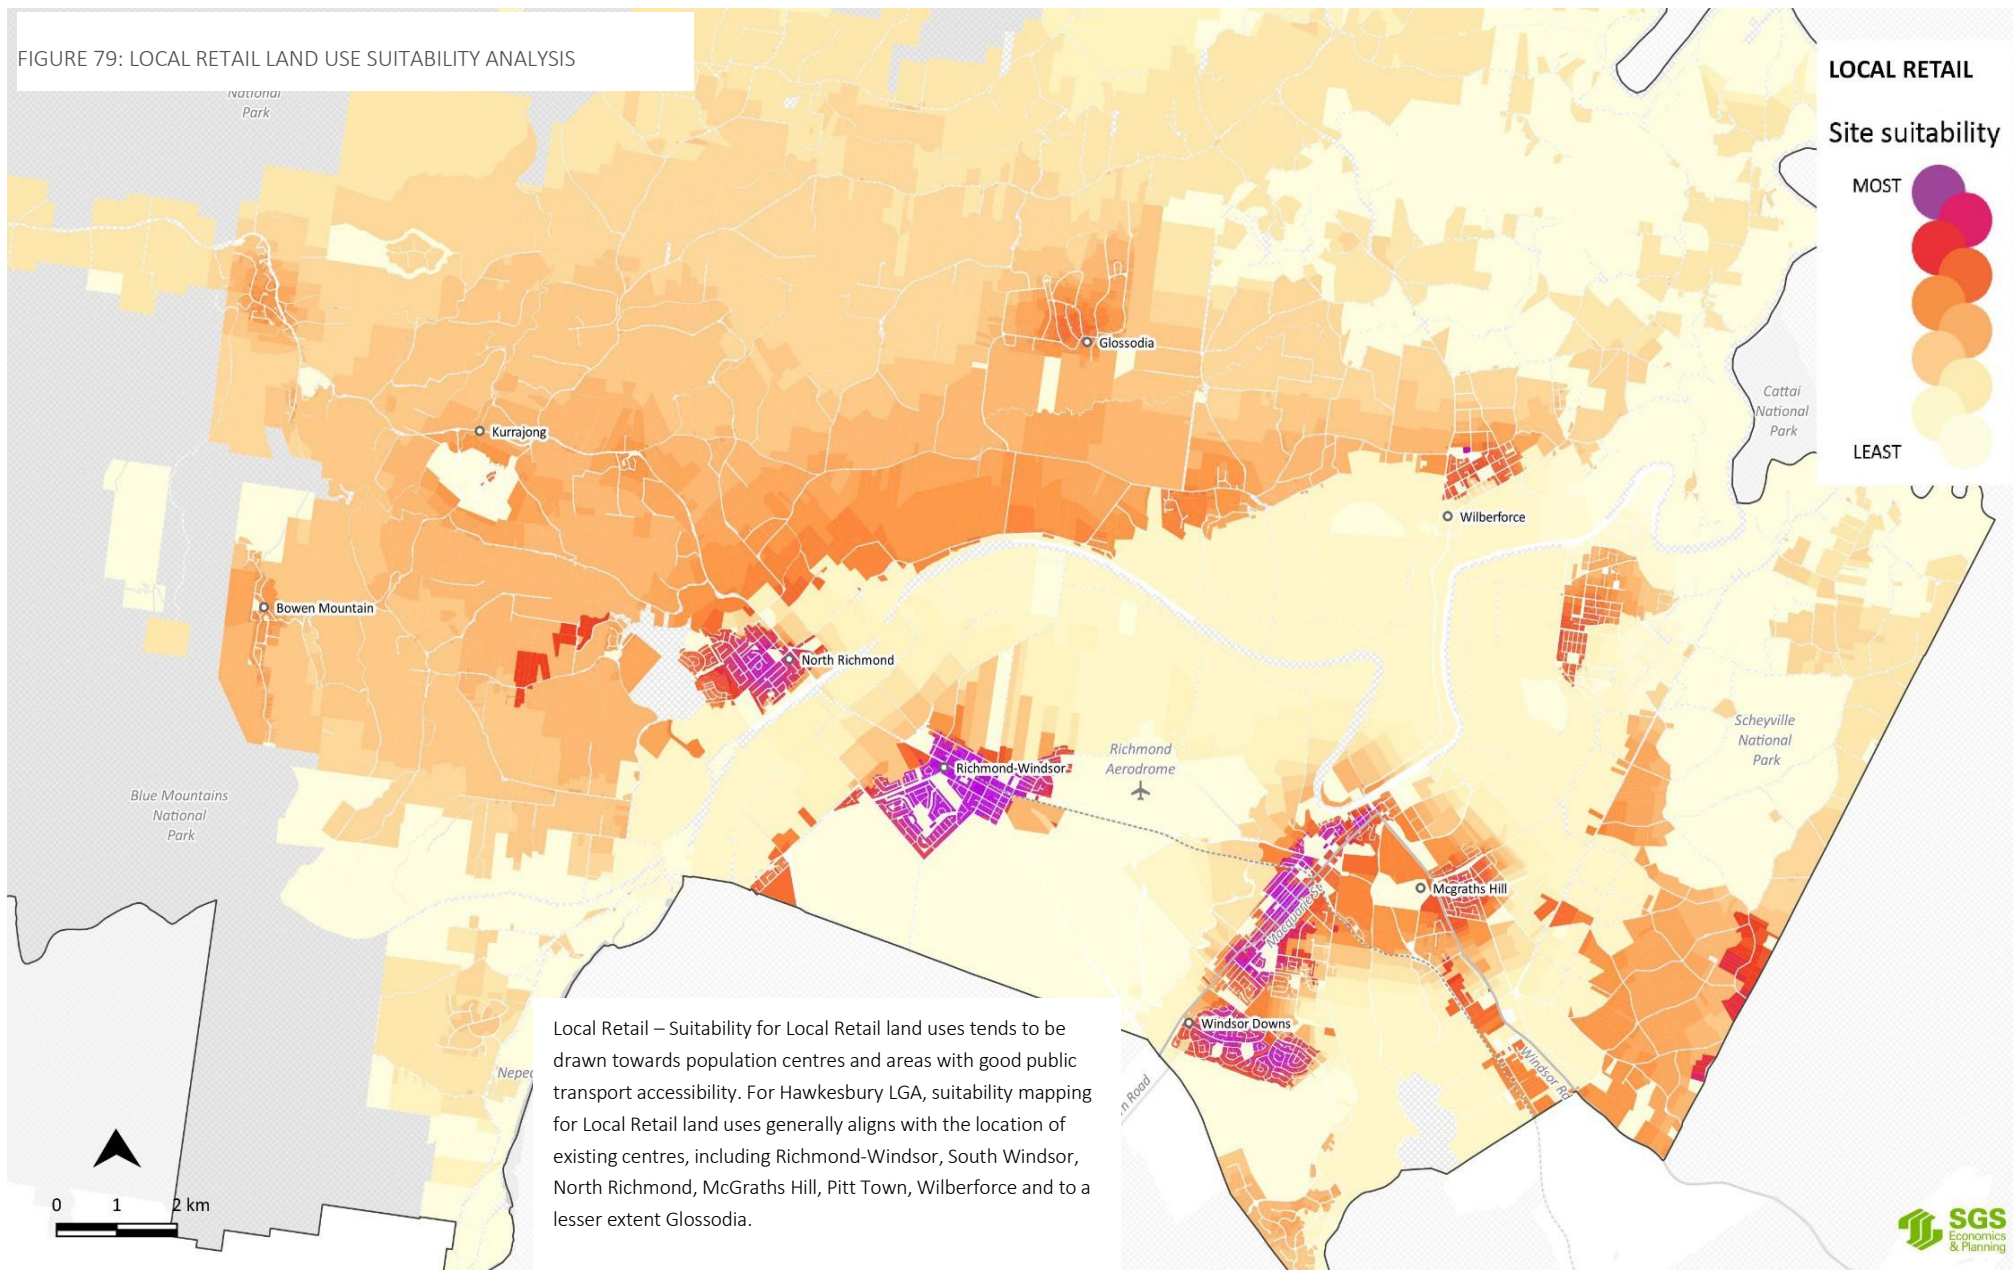 FIGURE 79: LOCAL RETAIL LAND USE SUITABILITY ANALYSIS
National
Park
LOCAL RETAIL
Site suitability
MOST
LEAST
Glossodia
Kurrajong
Cattai
National
Park
Wilberforce
Bowen Mountain
North Richmond
Scheyville
National
Park
Richmond
Aerodrome
Richmond-Windsor
Blue Mountains
National
Park
Mcgraths Hill
Macquarie St
Windsor Downs
Windsor Rd
n Road
Nepe
Local Retail – Suitability for Local Retail land uses tends to be
drawn towards population centres and areas with good public
transport accessibility. For Hawkesbury LGA, suitability mapping
for Local Retail land uses generally aligns with the location of
existing centres, including Richmond-Windsor, South Windsor,
North Richmond, McGraths Hill, Pitt Town, Wilberforce and to a
lesser extent Glossodia.
0 1 2 km
SGS
Economics
& Planning